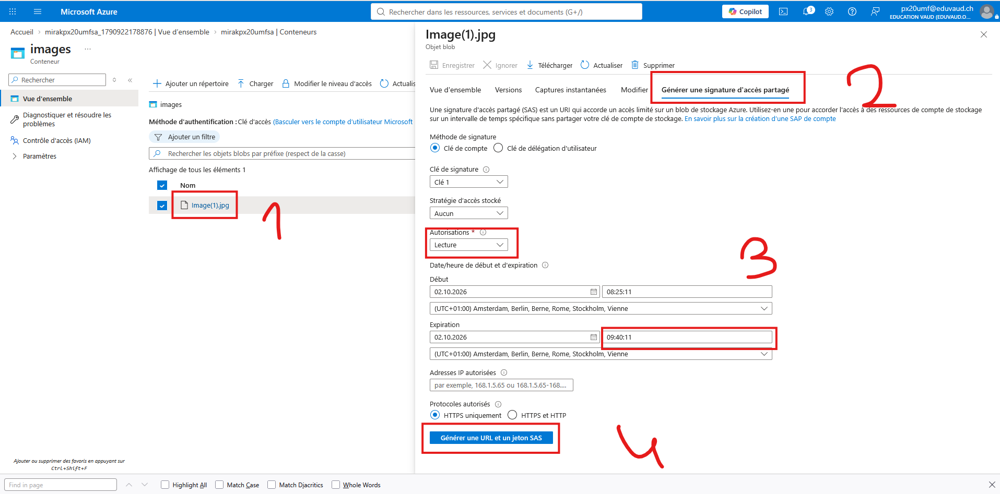 Microsoft Azure
Rechercher dans les ressources, services et documents (G+/)
Copilot
3
px20umf@eduvaud.ch
EDUCATION VAUD (EDUVAUD.O...
Accueil > mirakpx20umfsa_1790922178876 | Vue d'ensemble > mirakpx20umfsa | Conteneurs
images ...
Conteneur
Rechercher
Vue d'ensemble
Diagnostiquer et résoudre les
problèmes
Contrôle d'accès (IAM)
Paramètres
Ajouter ou supprimer des favoris en appuyant sur
Ctrl+Shift+F
Ajouter un répertoire
Charger
Modifier le niveau d'accès
Actualis
images
Méthode d'authentification : Clé d'accès (Basculer vers le compte d'utilisateur Microsoft
Ajouter un filtre
Rechercher les objets blobs par préfixe (respect de la casse)
Affichage de tous les éléments 1
Nom
Image(1).jpg
1
Image(1).jpg
Objet blob
Enregistrer
Ignorer
Télécharger
Actualiser
Supprimer
Vue d'ensemble
Versions
Captures instantanées
Modifier
Générer une signature d'accès partagé
2
Une signature d'accès partagé (SAS) est un URI qui accorde un accès limité sur un blob de stockage Azure. Utilisez-en une pour accorder l'accès à des ressources de compte de stockage
sur un intervalle de temps spécifique sans partager votre clé de compte de stockage. En savoir plus sur la création d'une SAP de compte
Méthode de signature
Clé de compte
Clé de délégation d'utilisateur
Clé de signature
Clé 1
Stratégie d'accès stocké
Aucun
Autorisations *
Lecture
3
Date/heure de début et d'expiration
Début
02.10.2026
08:25:11
(UTC+01:00) Amsterdam, Berlin, Berne, Rome, Stockholm, Vienne
Expiration
02.10.2026
09:40:11
(UTC+01:00) Amsterdam, Berlin, Berne, Rome, Stockholm, Vienne
Adresses IP autorisées
par exemple, 168.1.5.65 ou 168.1.5.65-168....
Protocoles autorisés
HTTPS uniquement
HTTPS et HTTP
Générer une URL et un jeton SAS
4
Find in page
Highlight All
Match Case
Match Diacritics
Whole Words